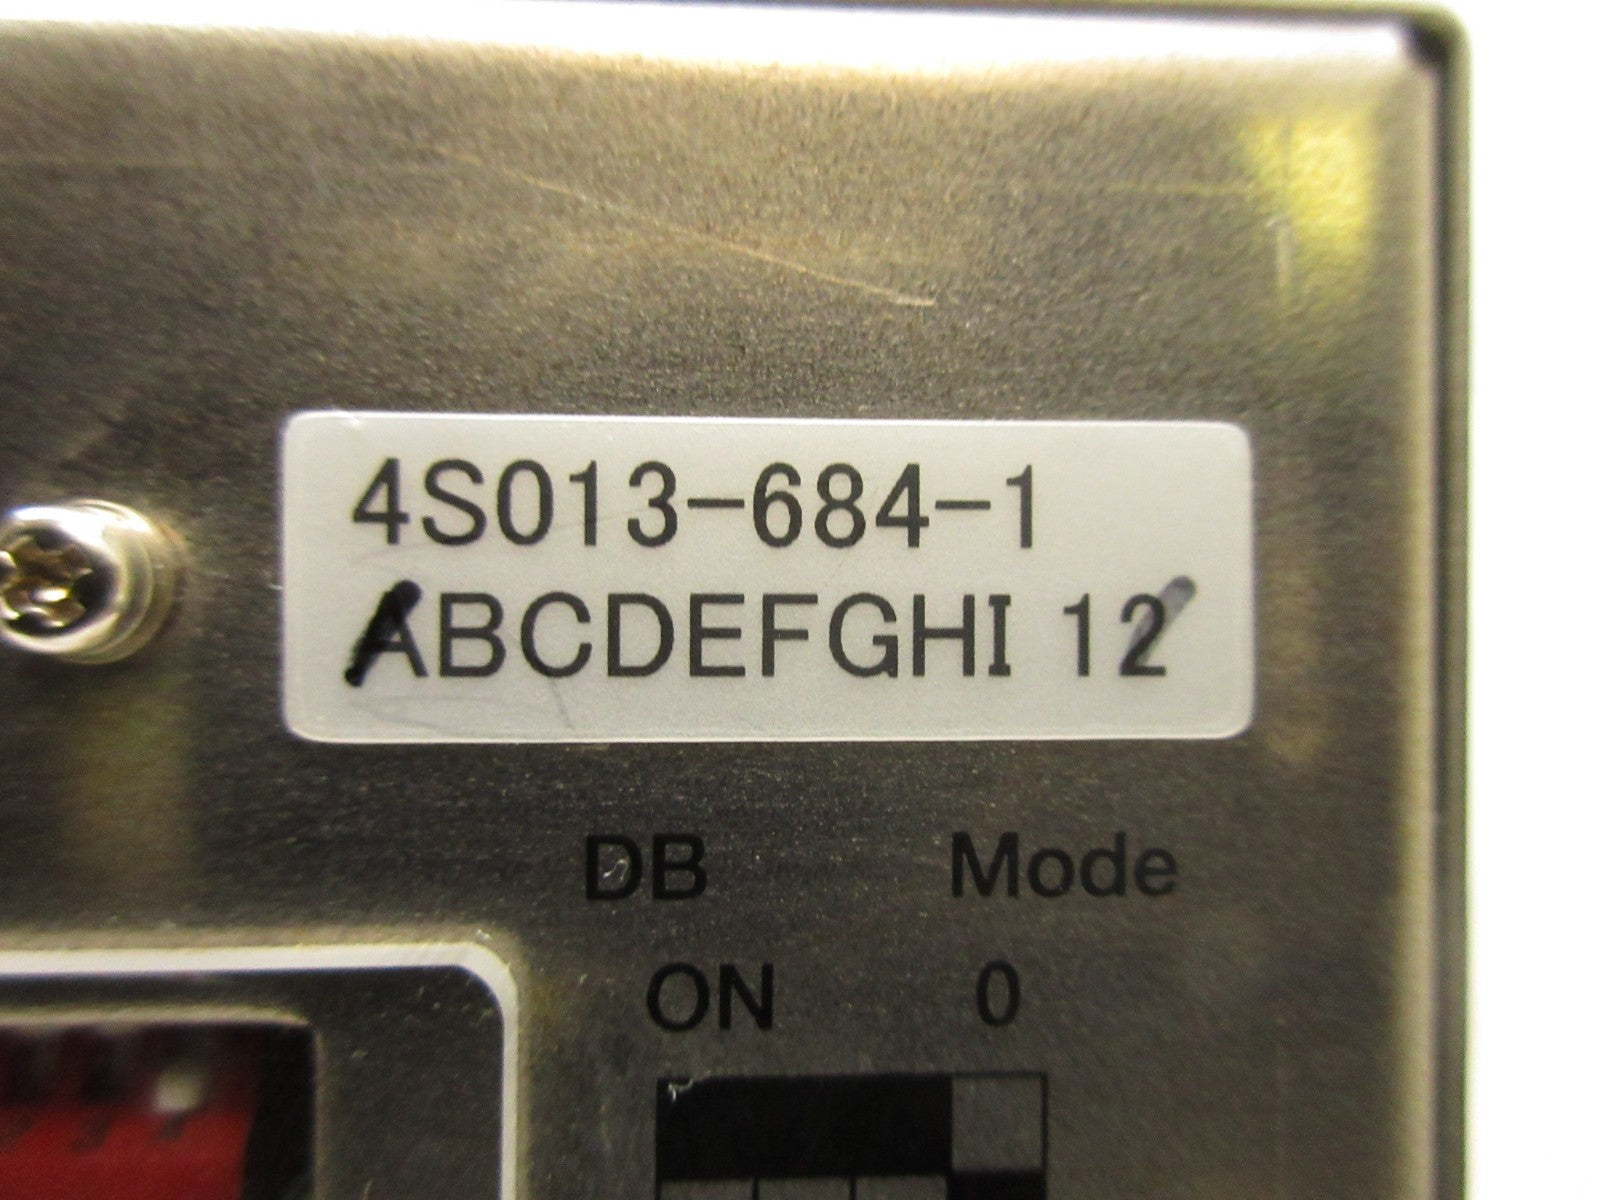 4S013-684-1
ABCDEFGHI 12
DB Mode
ON 0